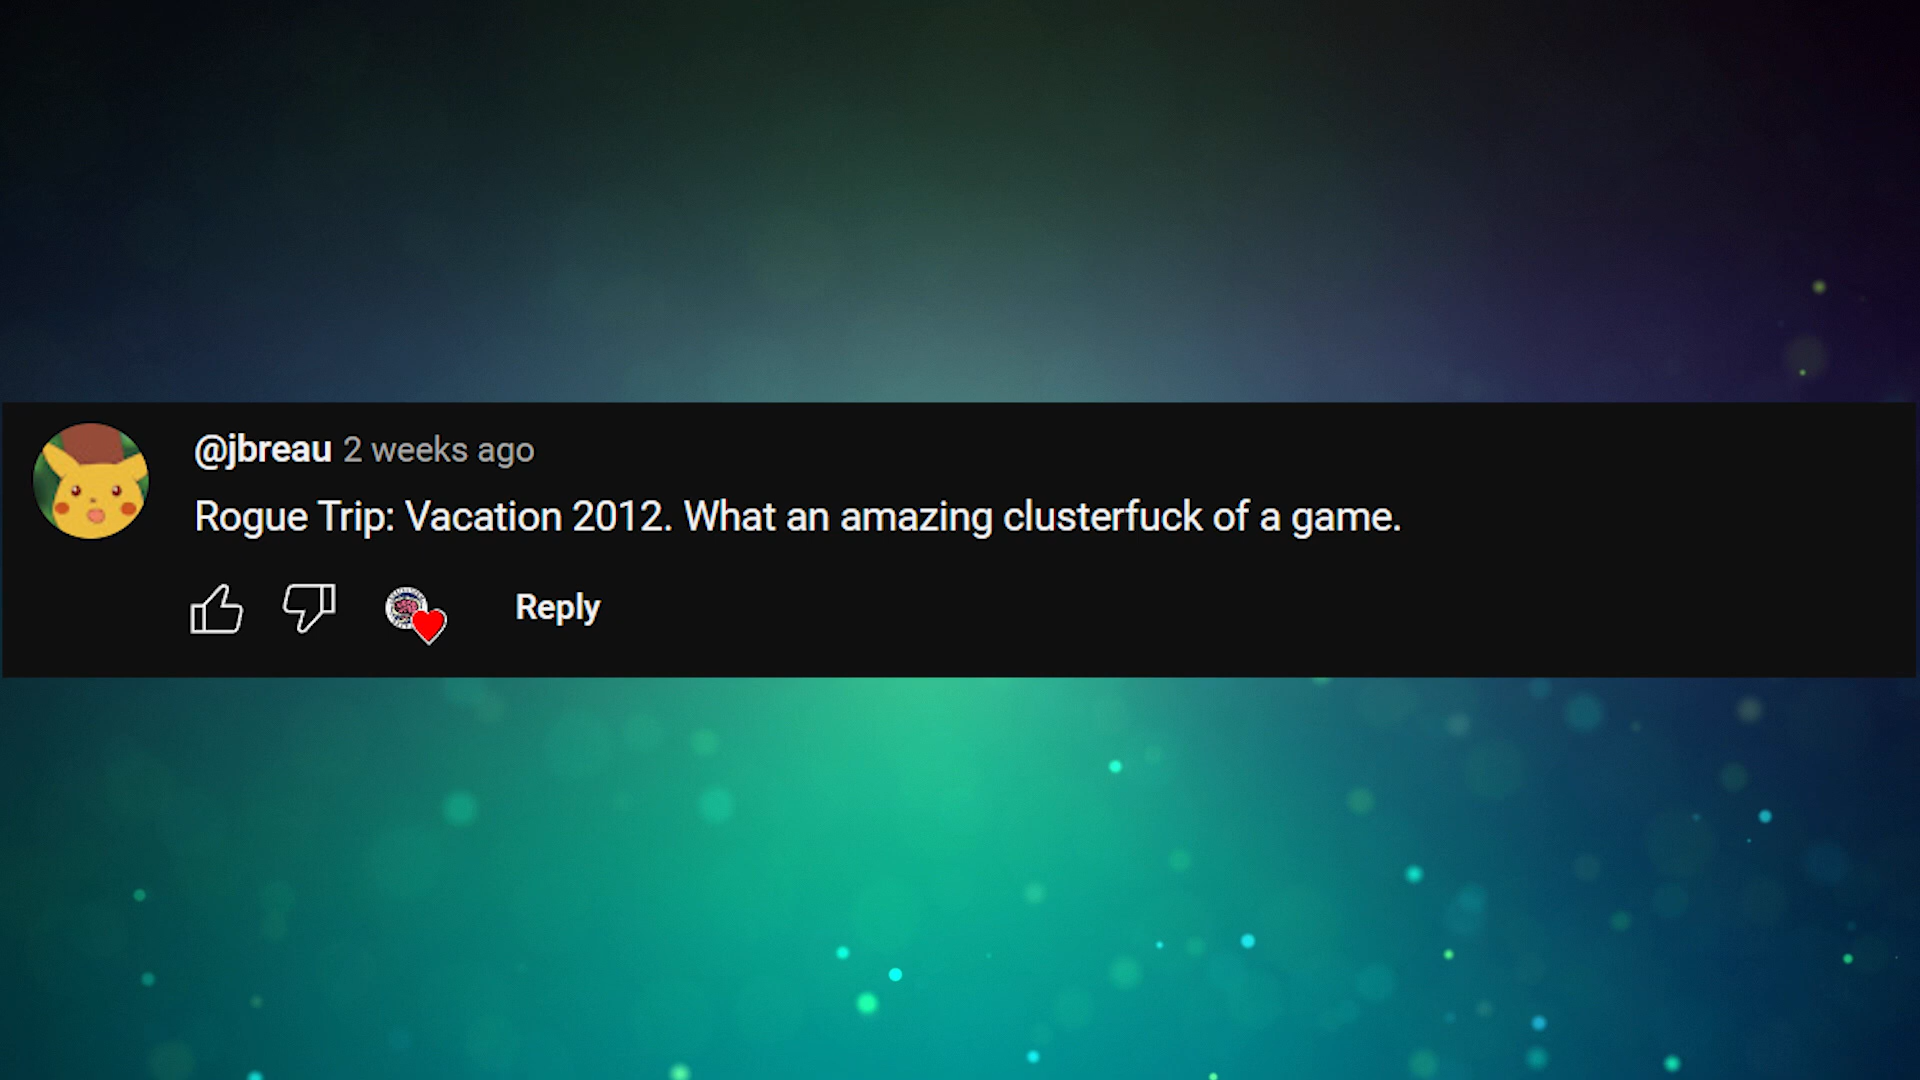 @jbreau 2 weeks ago
Rogue Trip: Vacation 2012. What an amazing clusterfuck of a game.
Reply